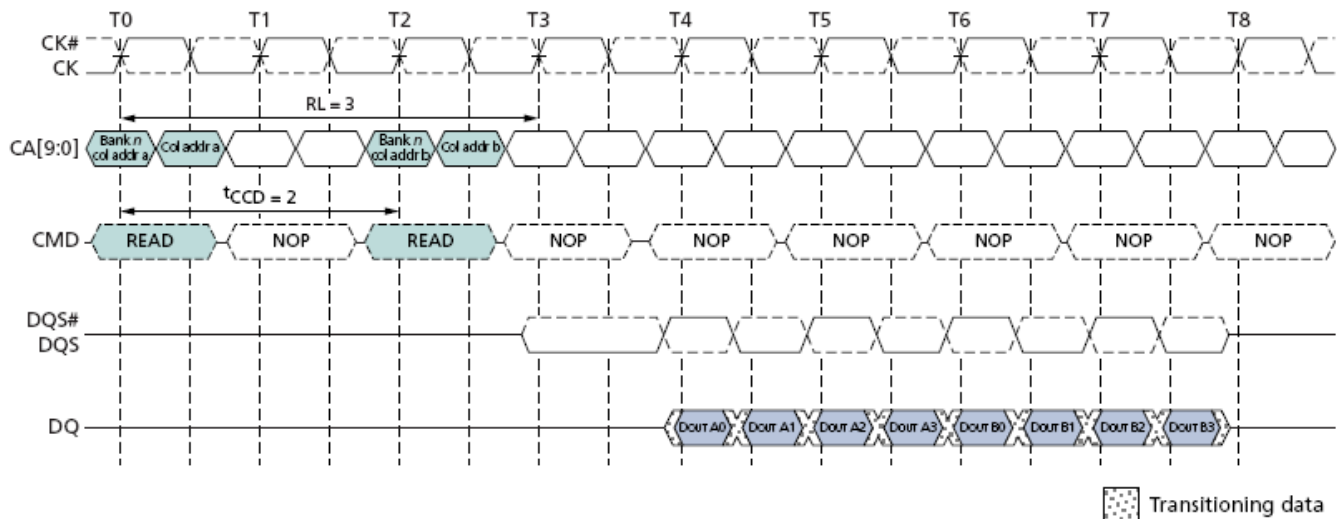 T0 T1 T2 T3 T4 T5 T6 T7 T8
CK#
CK
RL = 3
CA[9:0]
Bank n
col addr a
Col addr a
Bank n
col addr b
Col addr b
tCCD = 2
CMD READ NOP READ NOP NOP NOP NOP NOP NOP
DQS#
DQS
DQ DOUT A0 DOUT A1 DOUT A2 DOUT A3 DOUT B0 DOUT B1 DOUT B2 DOUT B3
Transitioning data